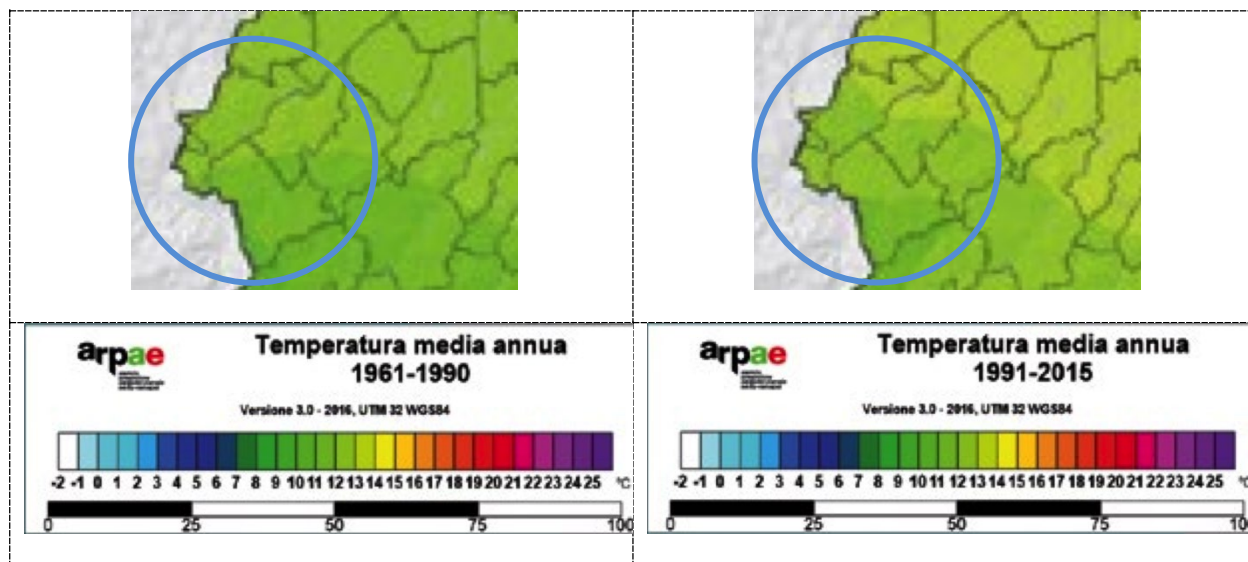 arpae
Temperatura media annua
1961-1990
Versione 3.0 - 2016, UTM 32 WGS84
-2 -1 0 1 2 3 4 5 6 7 8 9 10 11 12 13 14 15 16 17 18 19 20 21 22 23 24 25 °C
0 25 50 75 100
arpae
Temperatura media annua
1991-2015
Versione 3.0 - 2016, UTM 32 WGS84
-2 -1 0 1 2 3 4 5 6 7 8 9 10 11 12 13 14 15 16 17 18 19 20 21 22 23 24 25 °C
0 25 50 75 100